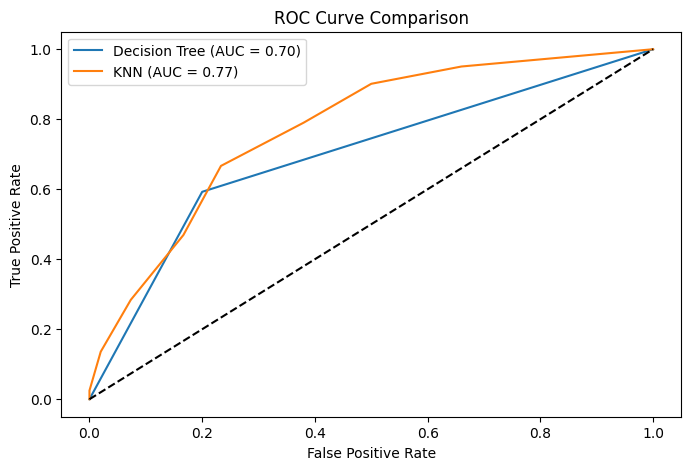 ROC Curve Comparison
Decision Tree (AUC = 0.70)
KNN (AUC = 0.77)
True Positive Rate
1.0
0.8
0.6
0.4
0.2
0.0
0.0 0.2 0.4 0.6 0.8 1.0
False Positive Rate